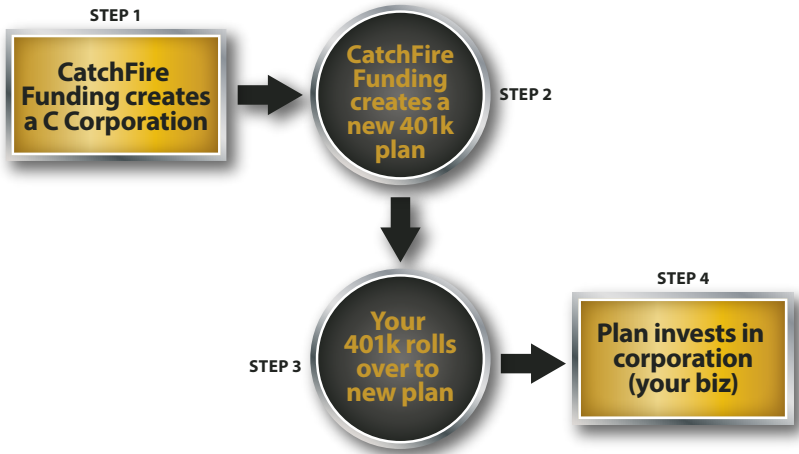 STEP 1
CatchFire
Funding creates
a C Corporation
CatchFire
Funding
creates a
new 401k
plan
STEP 2
STEP 3
Your
401k rolls
over to
new plan
STEP 4
Plan invests in
corporation
(your biz)